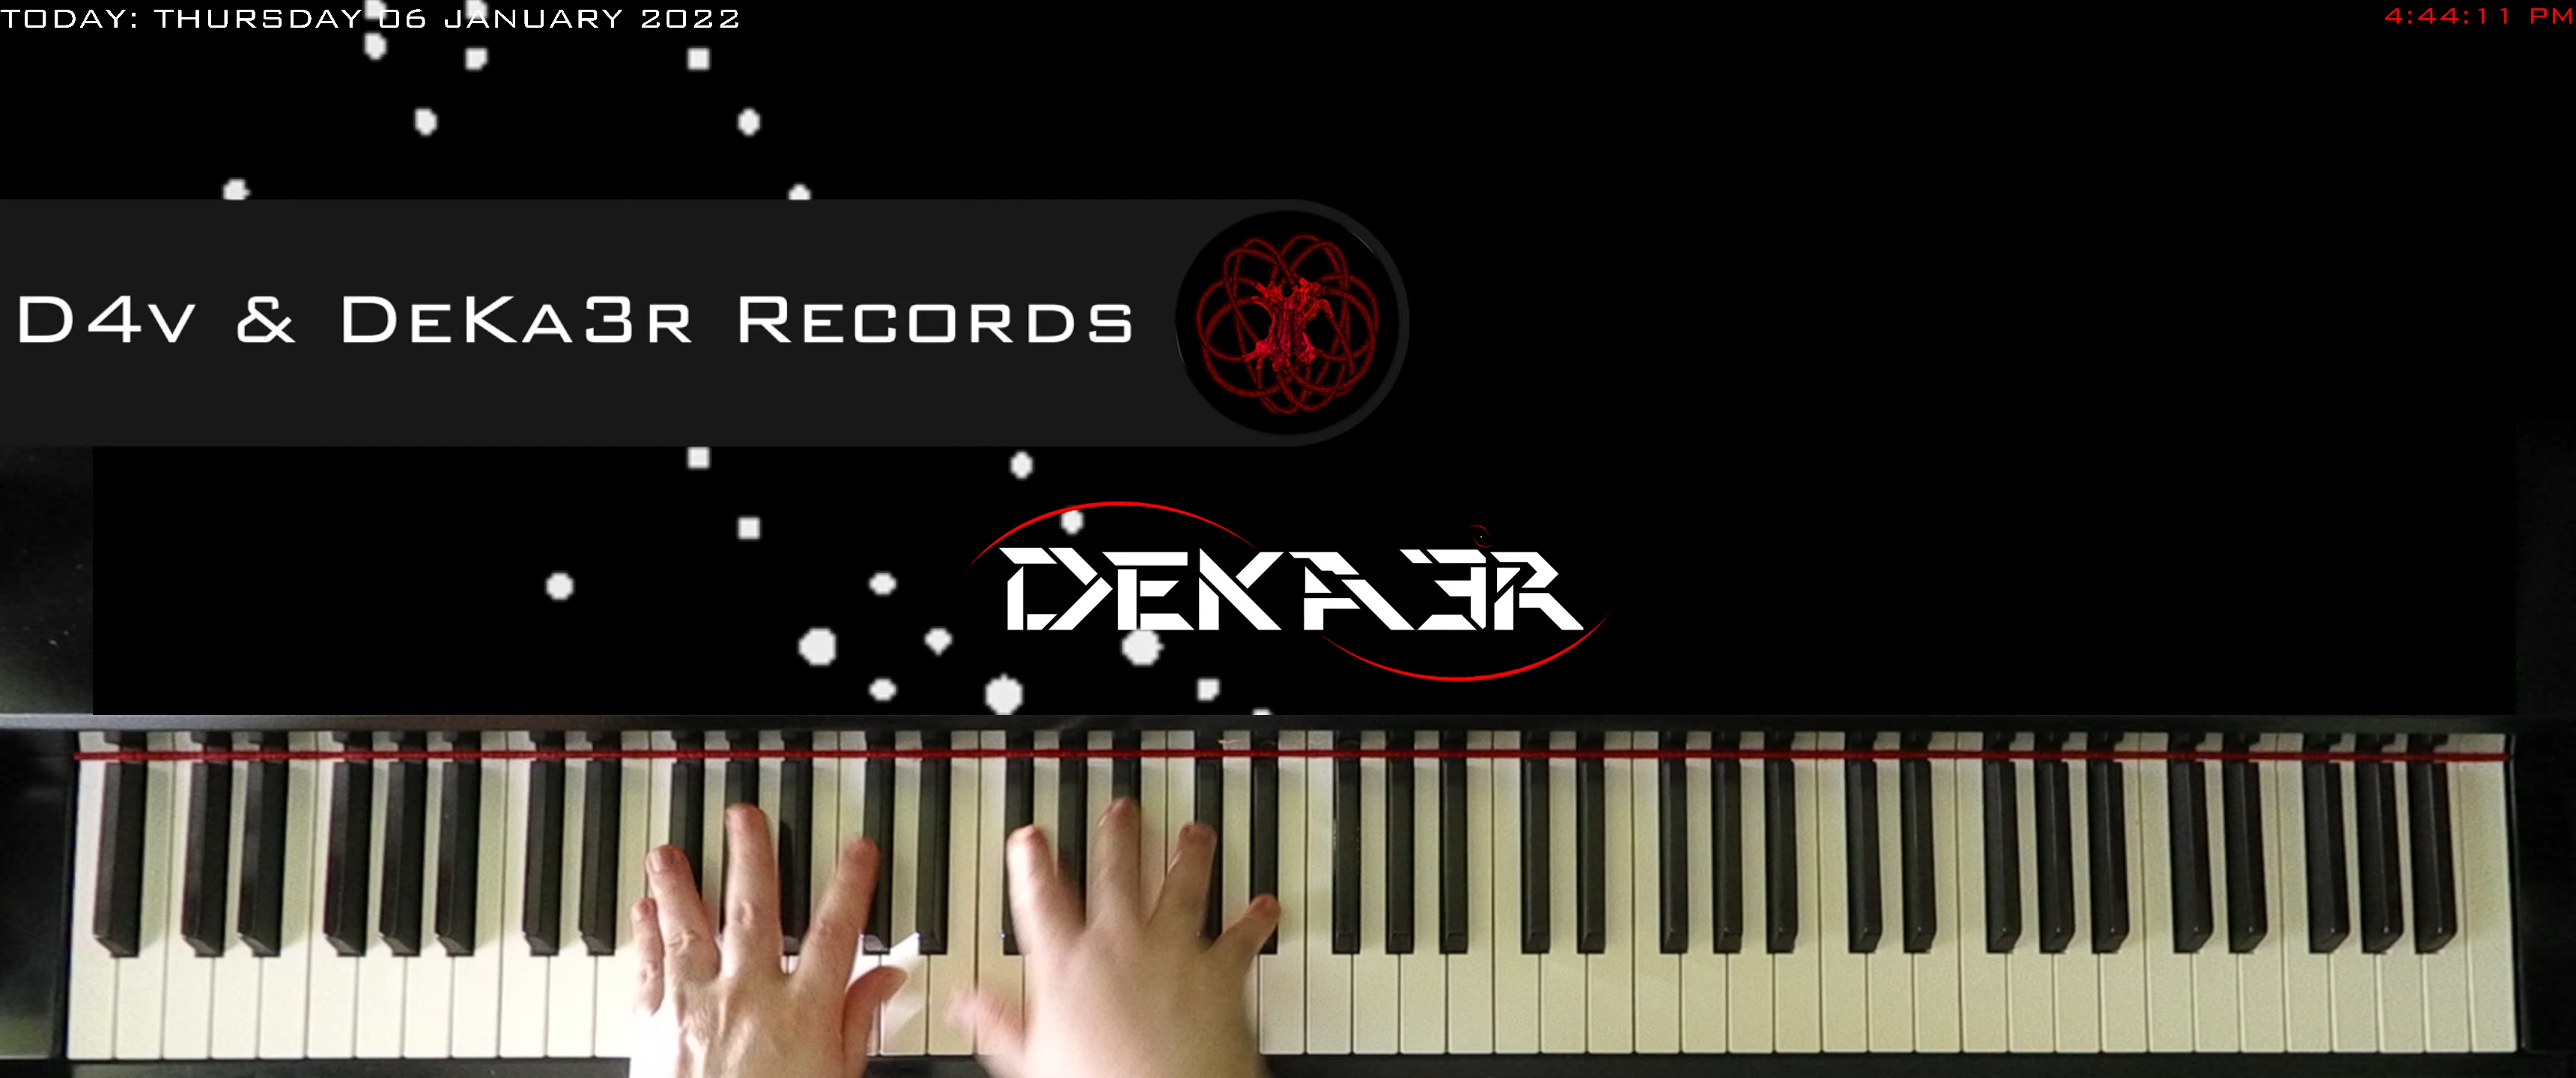 TODAY: THURSDAY 06 JANUARY 2022
4:44:11 PM
D4v & DeKa3r Records
DEKA3R